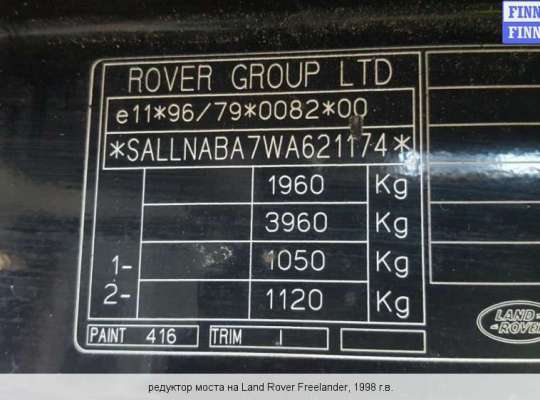 FINN
FINN
ROVER GROUP LTD
e11*96/79*0082*00
*SALLNABA7WA621174*
1960 Kg
3960 Kg
1- 1050 Kg
2- 1120 Kg
PAINT 416 TRIM I
LAND-
-ROVER
редуктор моста на Land Rover Freelander, 1998 г.в.